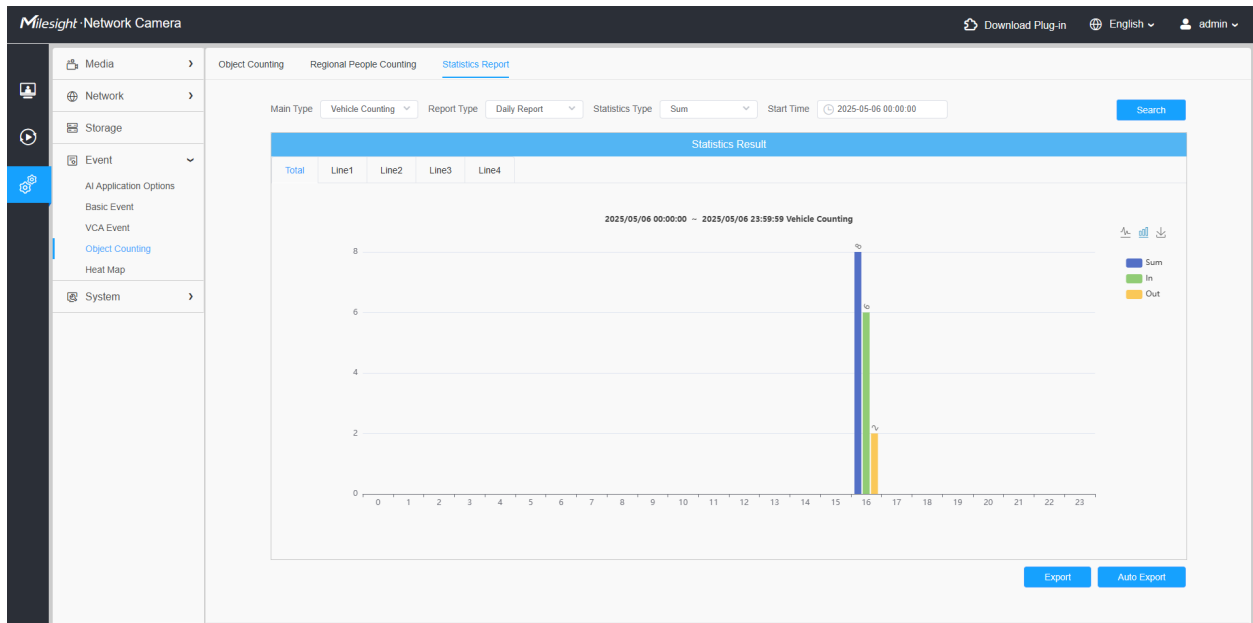 Milesight·Network Camera
Download Plug-in
English
admin
Media
Network
Storage
Event
AI Application Options
Basic Event
VCA Event
Object Counting
Heat Map
System
Object Counting Regional People Counting Statistics Report
Main Type Vehicle Counting Report Type Daily Report Statistics Type Sum Start Time 2025-05-06 00:00:00 Search
Statistics Result
Total Line1 Line2 Line3 Line4
2025/05/06 00:00:00 ~ 2025/05/06 23:59:59 Vehicle Counting
Sum
In
Out
8
6
4
2
0
8
6
2
0 1 2 3 4 5 6 7 8 9 10 11 12 13 14 15 16 17 18 19 20 21 22 23
Export Auto Export